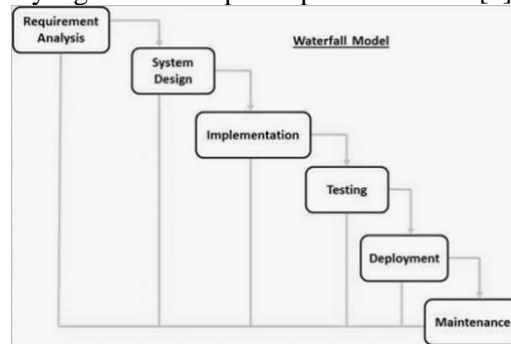 Requirement
Analysis
Waterfall Model
System
Design
Implementation
Testing
Deployment
Maintenance